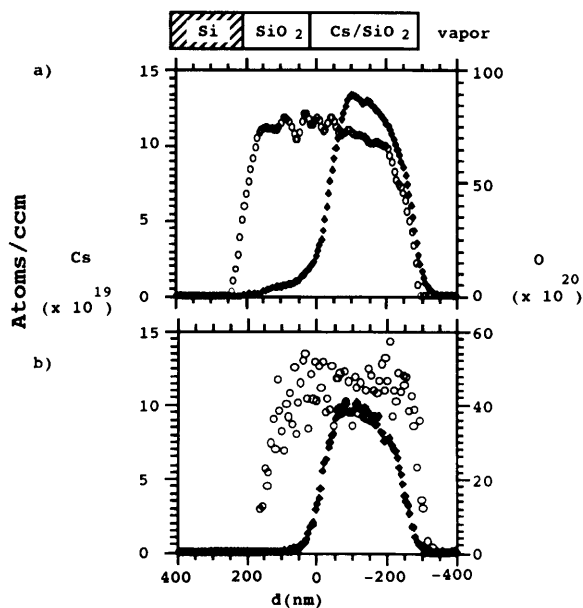 Si SiO 2 Cs/SiO 2 vapor
a)
15 100
10
50
5
0 0
Atoms/ccm
Cs O
19 20
(x 10 ) (x 10 )
b)
15 60
10 40
5 20
0 0
400 200 0 -200 -400
d(nm)